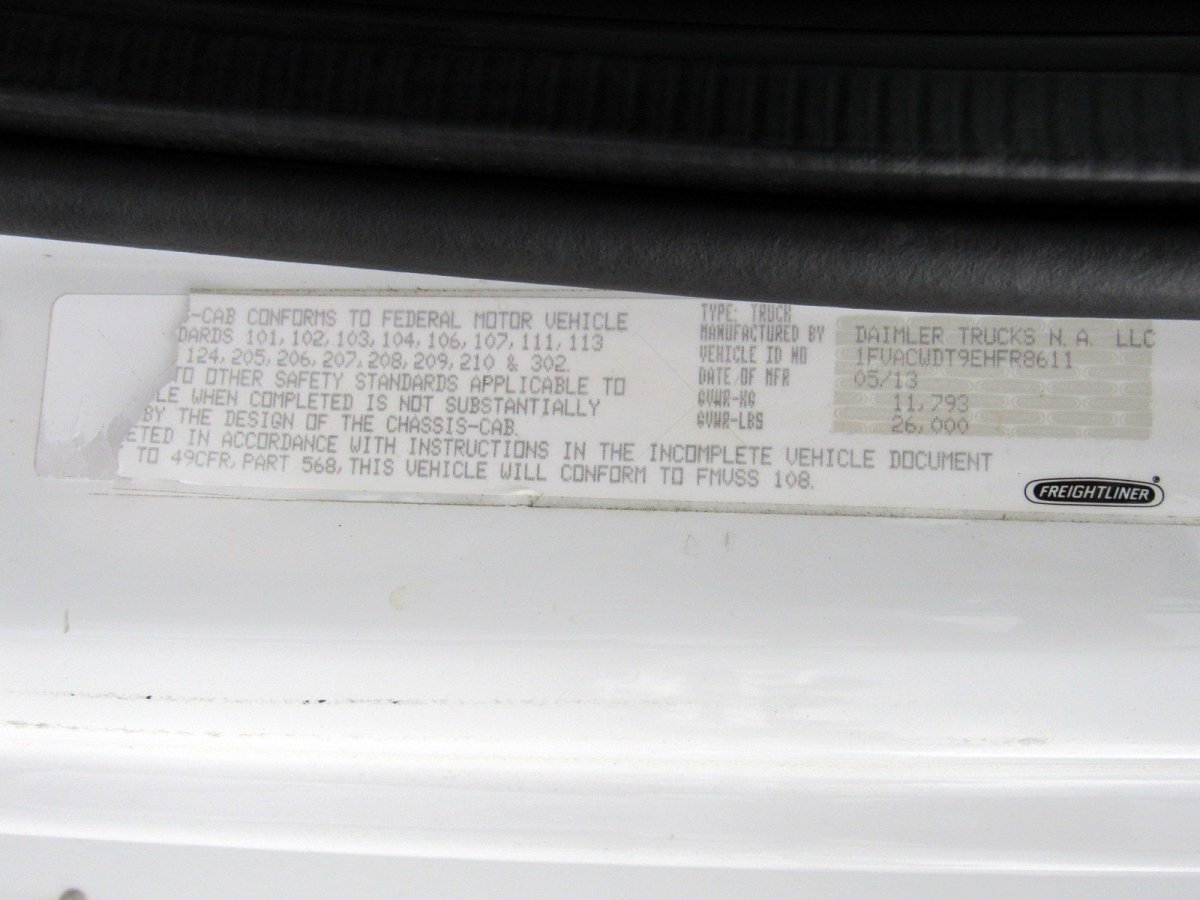 S-CAB CONFORMS TO FEDERAL MOTOR VEHICLE
DARDS 101, 102, 103, 104, 106, 107, 111, 113
124, 205, 206, 207, 208, 209, 210 & 302.
TO OTHER SAFETY STANDARDS APPLICABLE TO
LE WHEN COMPLETED IS NOT SUBSTANTIALLY
BY THE DESIGN OF THE CHASSIS-CAB.
ETED IN ACCORDANCE WITH INSTRUCTIONS IN THE INCOMPLETE VEHICLE DOCUMENT
TO 49CFR, PART 568, THIS VEHICLE WILL CONFORM TO FMVSS 108.
TYPE: TRUCK
MANUFACTURED BY DAIMLER TRUCKS N. A. LLC
VEHICLE ID NO 1FVACWDT9EHFR8611
DATE OF MFR 05/13
GVWR-KG 11,793
GVWR-LBS 26,000
FREIGHTLINER